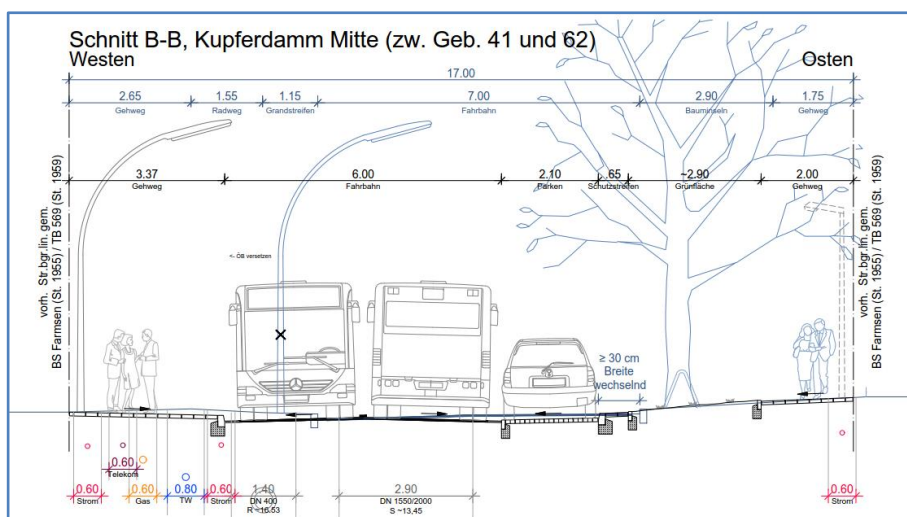 Schnitt B-B, Kupferdamm Mitte (zw. Geb. 41 und 62)
Westen
Osten
17.00
2.65 1.55 1.15 7.00 2.90 1.75
Gehweg Radweg Grandstreifen Fahrbahn Bauminseln Gehweg
3.37 6.00 2.10 .65 ~2.90 2.00
Gehweg Fahrbahn Parken Schutzstreifen Grünfläche Gehweg
vorh. Str.bgr.lin. gem.
BS Farmsen (St. 1955) / TB 569 (St. 1959)
<- ÖB versetzen
≥ 30 cm
Breite
wechselnd
vorh. Str.bgr.lin. gem.
BS Farmsen (St. 1955) / TB 569 (St. 1959)
0.60
Telekom
0.60 0.60 0.80 0.60 1.40 2.90 0.60
Strom Gas TW Strom DN 400 DN 1550/2000 Strom
R ~16.53 S ~13,45